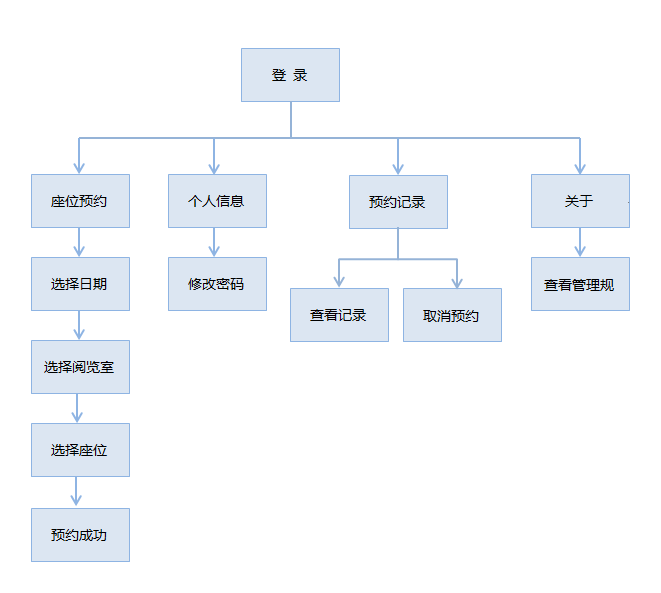 登 录
座位预约
个人信息
预约记录
关于
选择日期
修改密码
查看管理规
查看记录
取消预约
选择阅览室
选择座位
预约成功